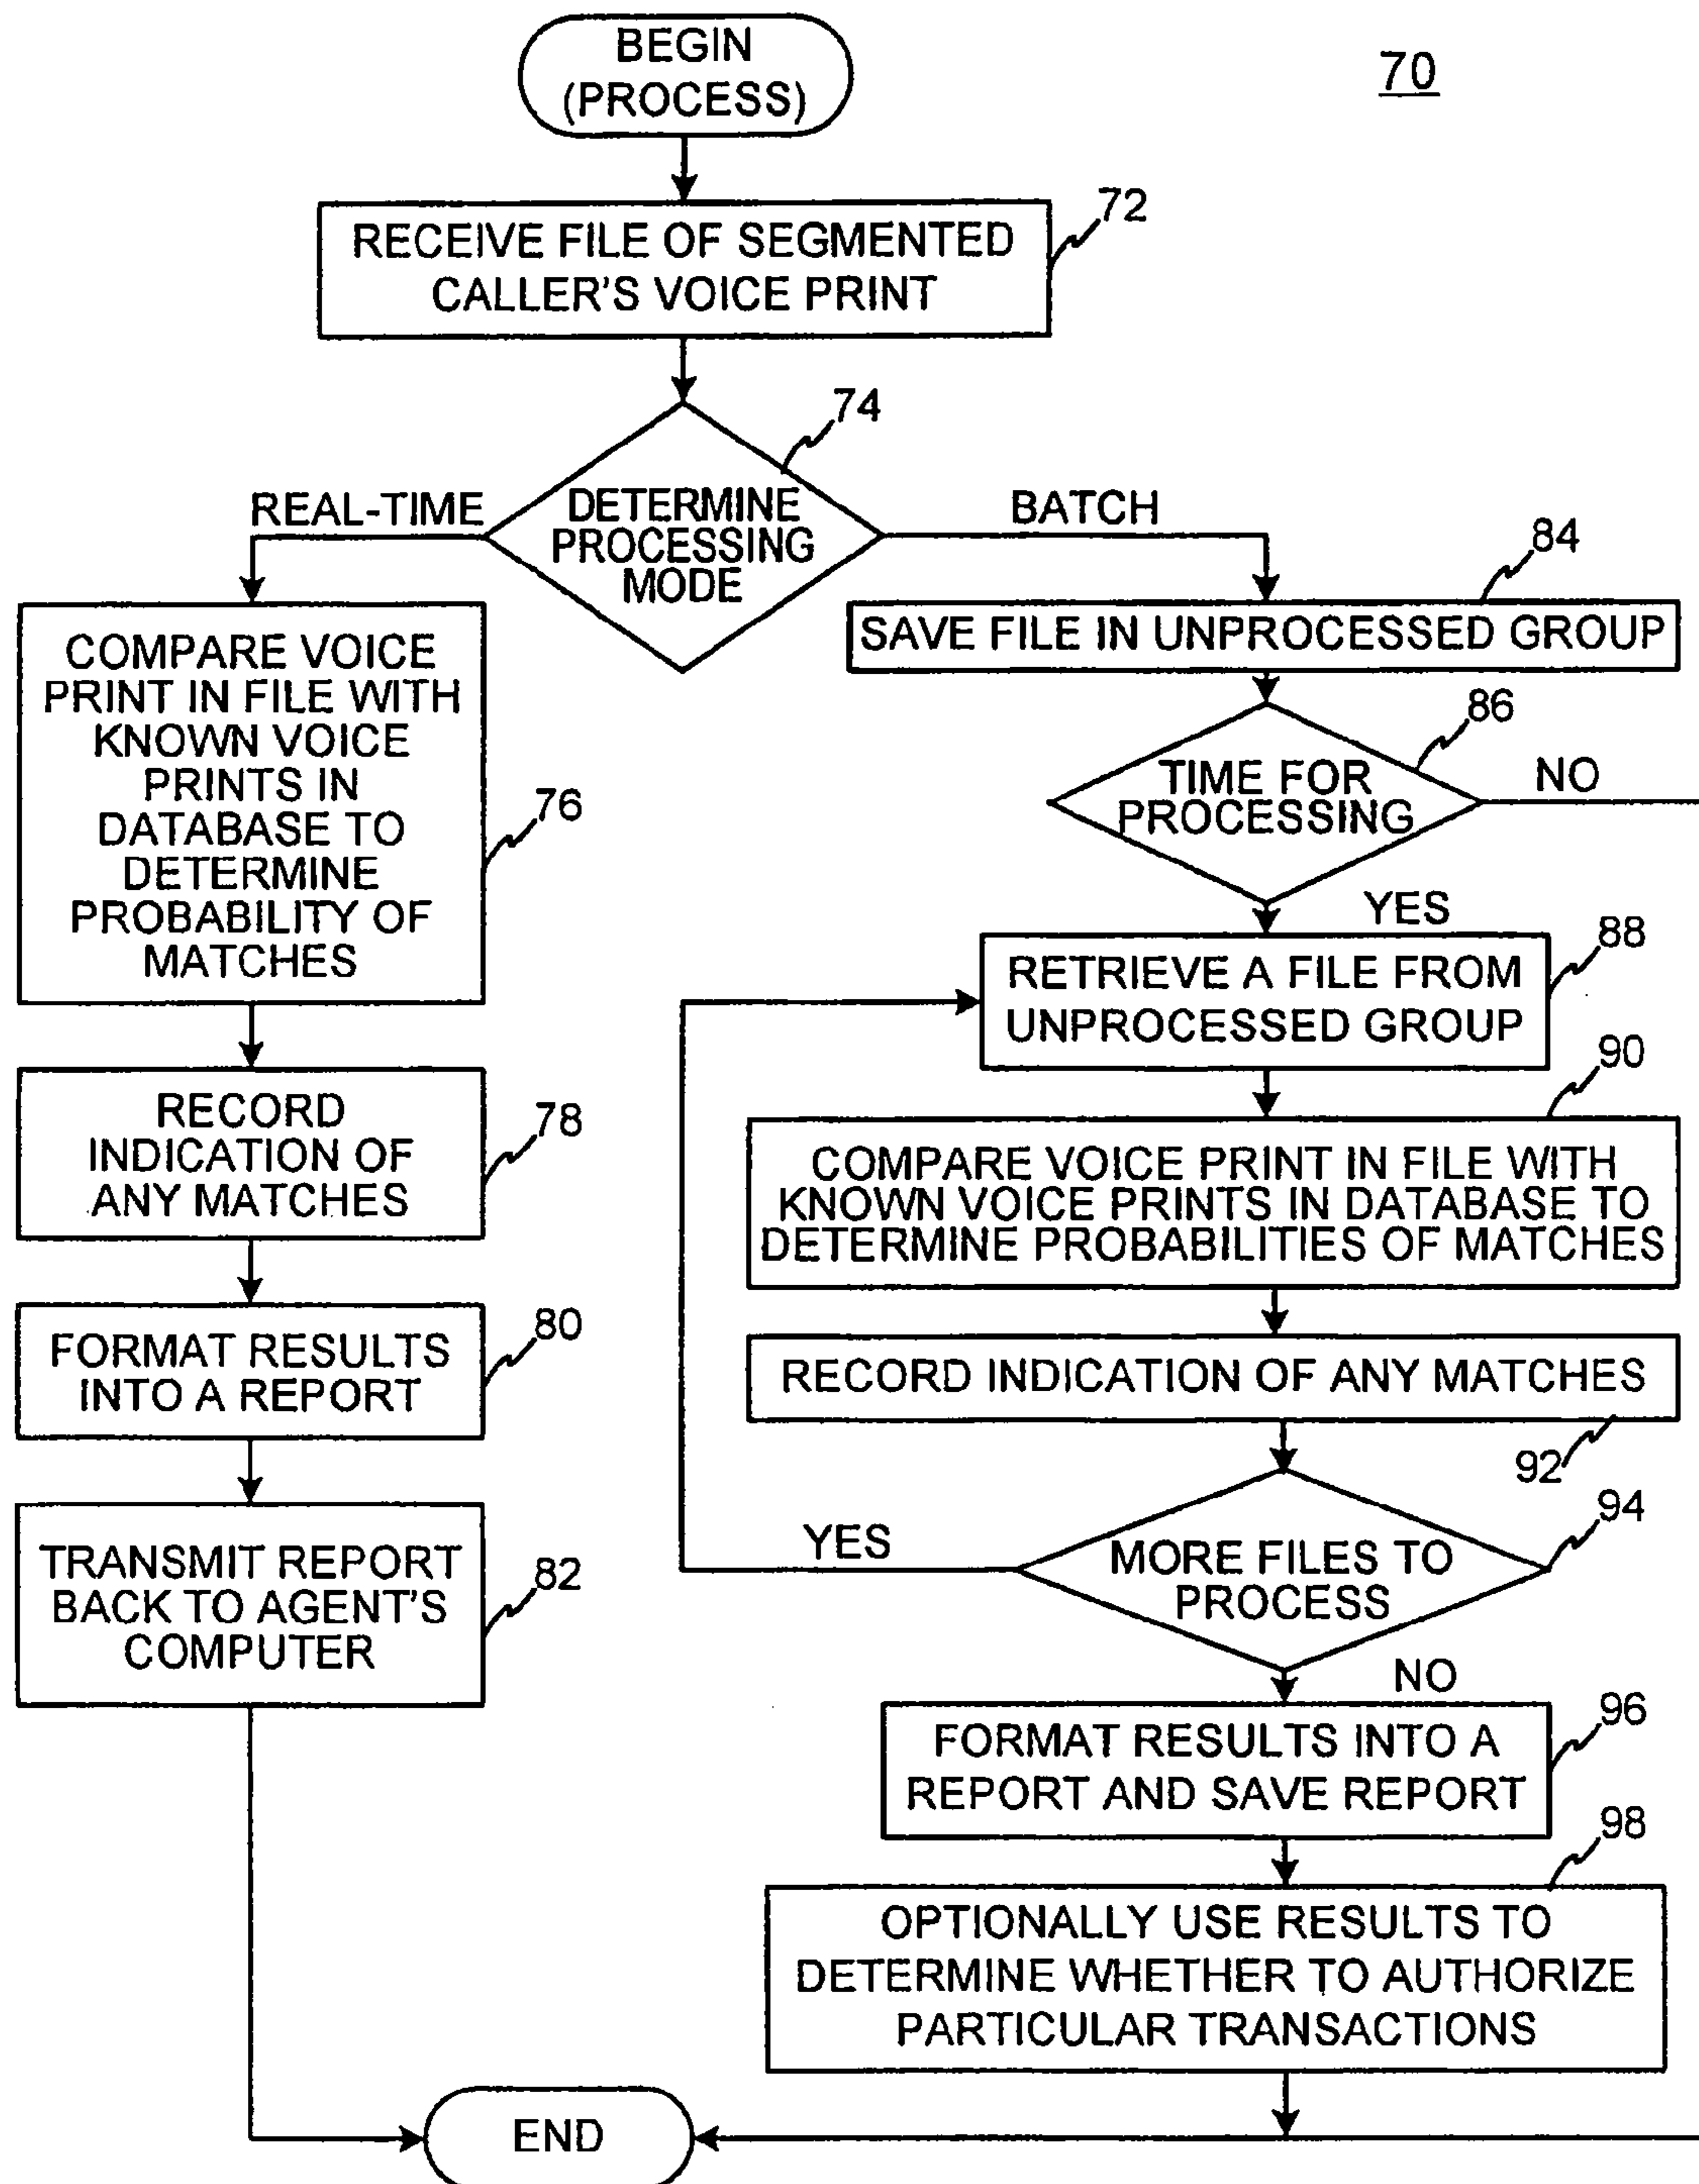 BEGIN
(PROCESS)
70
72
RECEIVE FILE OF SEGMENTED
CALLER'S VOICE PRINT
74
DETERMINE
PROCESSING
MODE
REAL-TIME
BATCH
COMPARE VOICE
PRINT IN FILE WITH
KNOWN VOICE
PRINTS IN
DATABASE TO
DETERMINE
PROBABILITY OF
MATCHES
76
RECORD
INDICATION OF
ANY MATCHES
78
FORMAT RESULTS
INTO A REPORT
80
TRANSMIT REPORT
BACK TO AGENT'S
COMPUTER
82
84
SAVE FILE IN UNPROCESSED GROUP
86
TIME FOR
PROCESSING
NO
YES
88
RETRIEVE A FILE FROM
UNPROCESSED GROUP
90
COMPARE VOICE PRINT IN FILE WITH
KNOWN VOICE PRINTS IN DATABASE TO
DETERMINE PROBABILITIES OF MATCHES
RECORD INDICATION OF ANY MATCHES
92
94
MORE FILES TO
PROCESS
YES
NO
96
FORMAT RESULTS INTO A
REPORT AND SAVE REPORT
98
OPTIONALLY USE RESULTS TO
DETERMINE WHETHER TO AUTHORIZE
PARTICULAR TRANSACTIONS
END